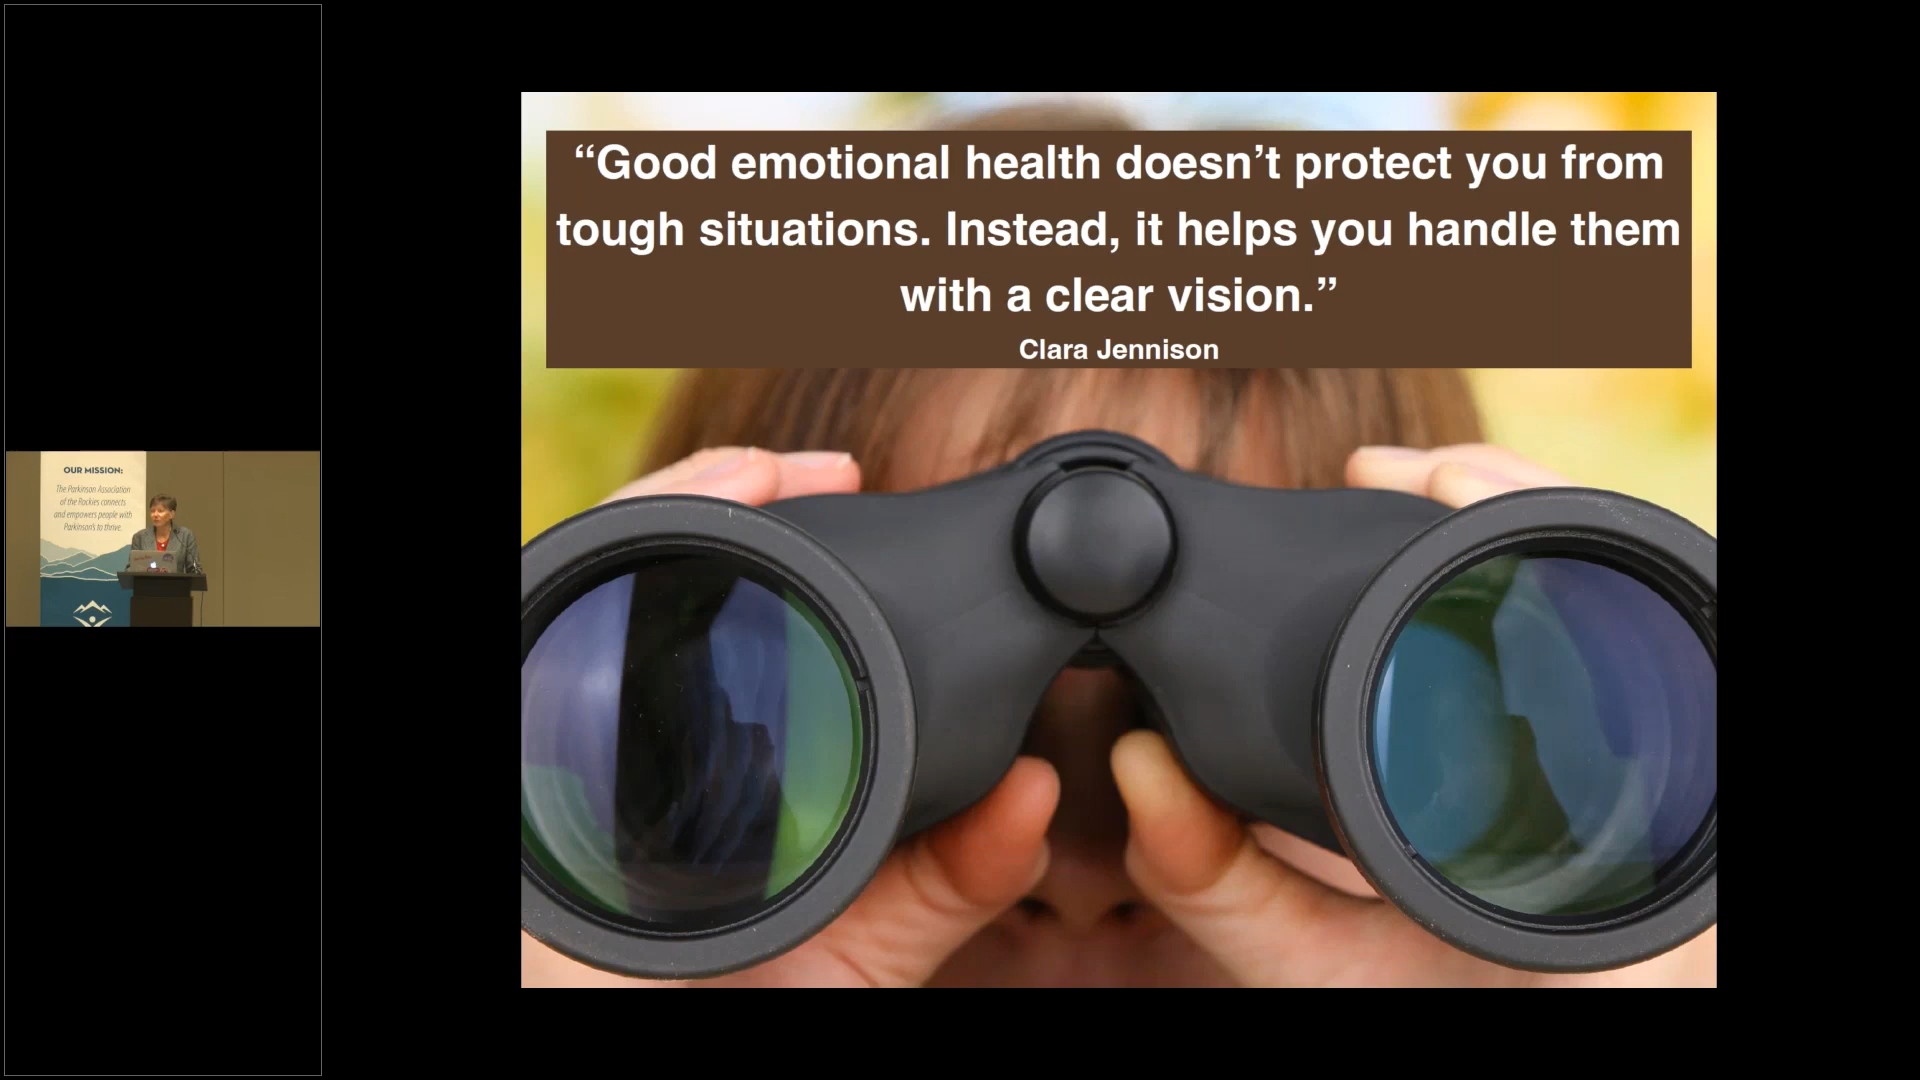 “Good emotional health doesn’t protect you from
tough situations. Instead, it helps you handle them
with a clear vision.”
Clara Jennison
OUR MISSION:
The Parkinson Association
of the Rockies connects
and empowers people with
Parkinson's to thrive.